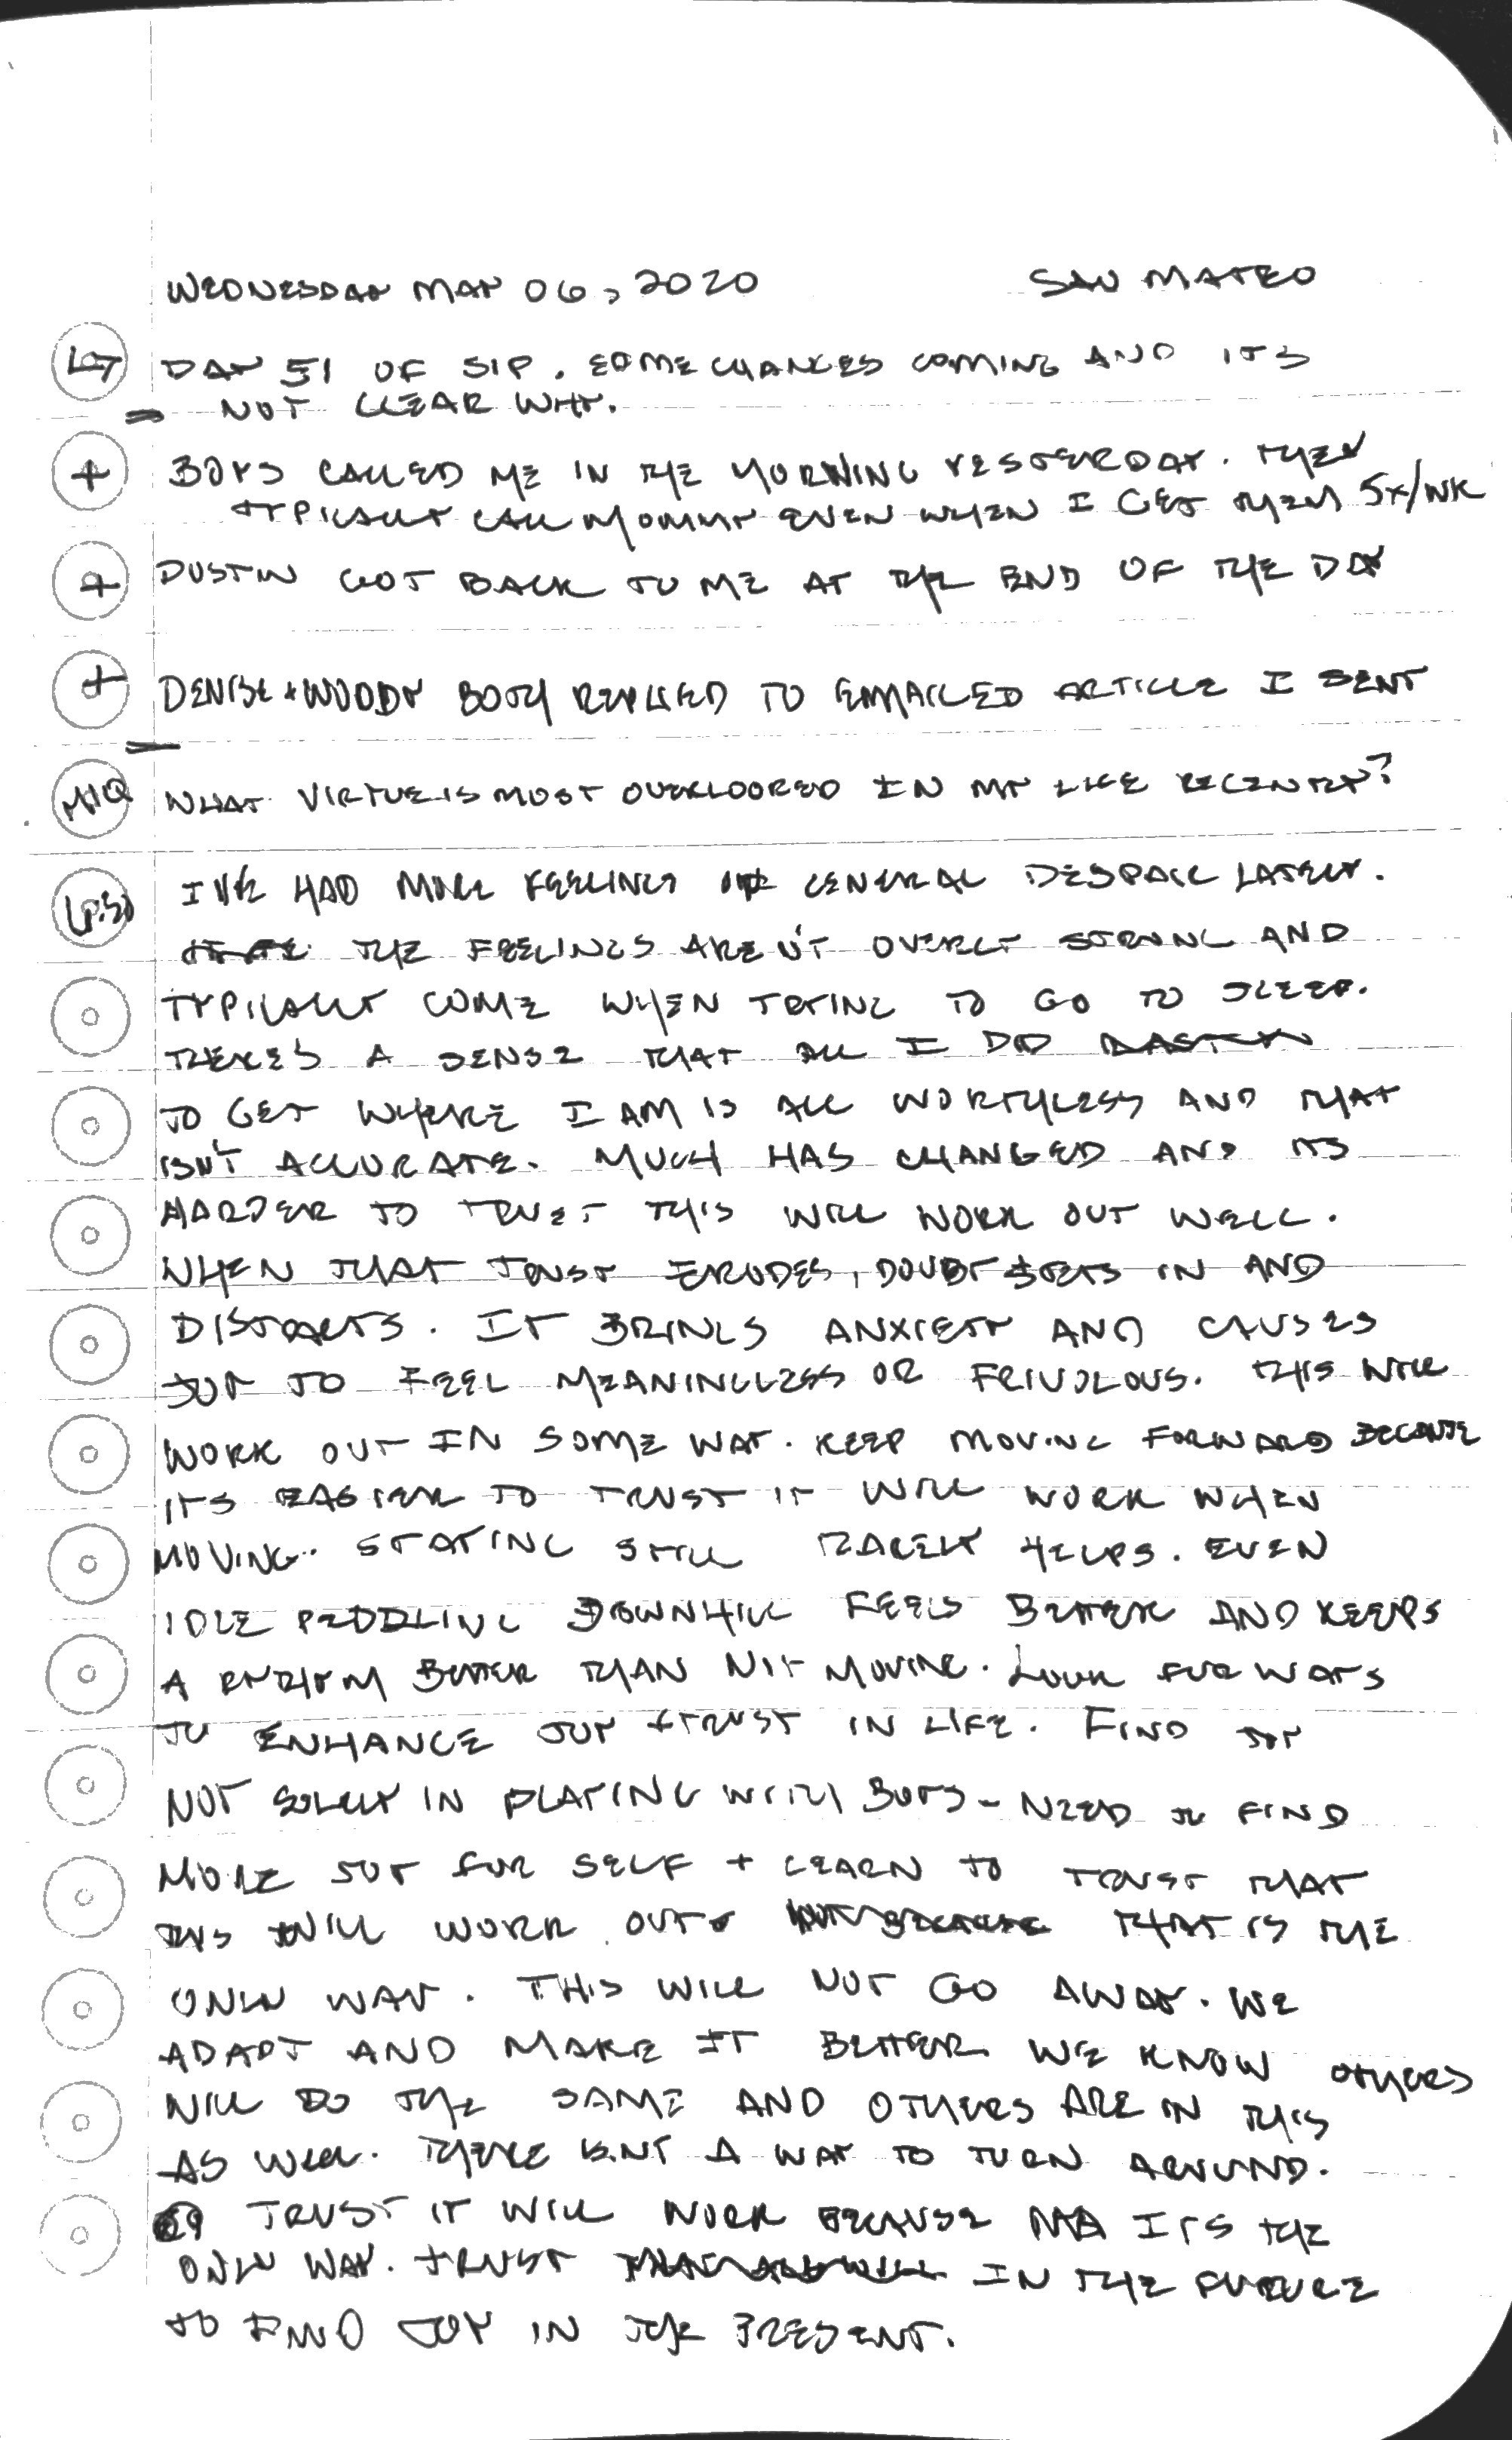 WEDNESDAY MAY 06, 2020 SAN MATEO
DAY 51 OF SIP. SOME CHANGES COMING AND ITS
NOT CLEAR WHY.
+ BOYS CALLED ME IN THE MORNING YESTERDAY. THEY
TYPICALLY CALL MOMMY EVEN WHEN I GET THEM 5X/WK
+ DUSTIN GOT BACK TO ME AT THE END OF THE DAY
+ DENISE + WOODY BOTH REPLIED TO EMAILED ARTICLE I SENT
MIQ WHAT VIRTUE IS MOST OVERLOOKED IN MY LIFE RECENTLY?
I'VE HAD MORE FEELINGS OF GENERAL DESPAIR LATELY.
THE FEELINGS AREN'T OVERLY STRONG AND
TYPICALLY COME WHEN TRYING TO GO TO SLEEP.
THERE'S A SENSE THAT ALL I DID
TO GET WHERE I AM IS ALL WORTHLESS AND THAT
ISN'T ACCURATE. MUCH HAS CHANGED AND ITS
HARDER TO TRUST THIS WILL WORK OUT WELL.
WHEN THAT TRUST ERODES, DOUBT SETS IN AND
DISTRACTS. IT BRINGS ANXIETY AND CAUSES
JOY TO FEEL MEANINGLESS OR FRIVOLOUS. THIS WILL
WORK OUT IN SOME WAY. KEEP MOVING FORWARD BECAUSE
ITS EASIER TO TRUST IT WILL WORK WHEN
MOVING. STAYING STILL RARELY HELPS. EVEN
IDLE PEDDLING DOWNHILL FEELS BETTER AND KEEPS
A RHYTHM BETTER THAN NOT MOVING. LOOK FOR WAYS
TO ENHANCE JOY + TRUST IN LIFE. FIND JOY
NOT SOLELY IN PLAYING WITH BOYS - NEED TO FIND
MORE JOY FOR SELF + LEARN TO TRUST THAT
THIS WILL WORK OUT. THAT IS THE
ONLY WAY. THIS WILL NOT GO AWAY. WE
ADAPT AND MAKE IT BETTER. WE KNOW OTHERS
WILL DO THE SAME AND OTHERS ARE IN THIS
AS WELL. THERE ISN'T A WAY TO TURN AROUND.
TRUST IT WILL WORK BECAUSE ITS THE
ONLY WAY. TRUST IN THE FUTURE
TO FIND JOY IN THE PRESENT.